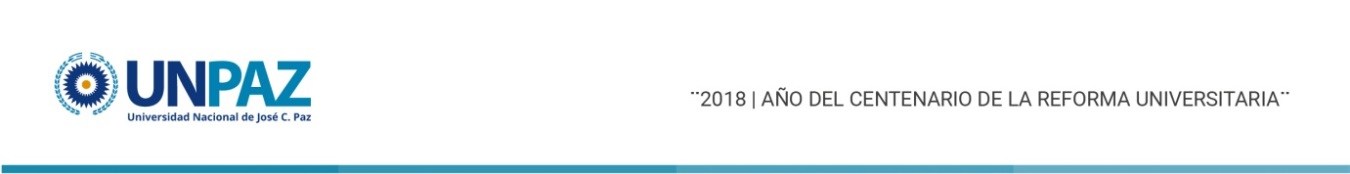 UNPAZ
Universidad Nacional de José C. Paz
¨2018 | AÑO DEL CENTENARIO DE LA REFORMA UNIVERSITARIA¨